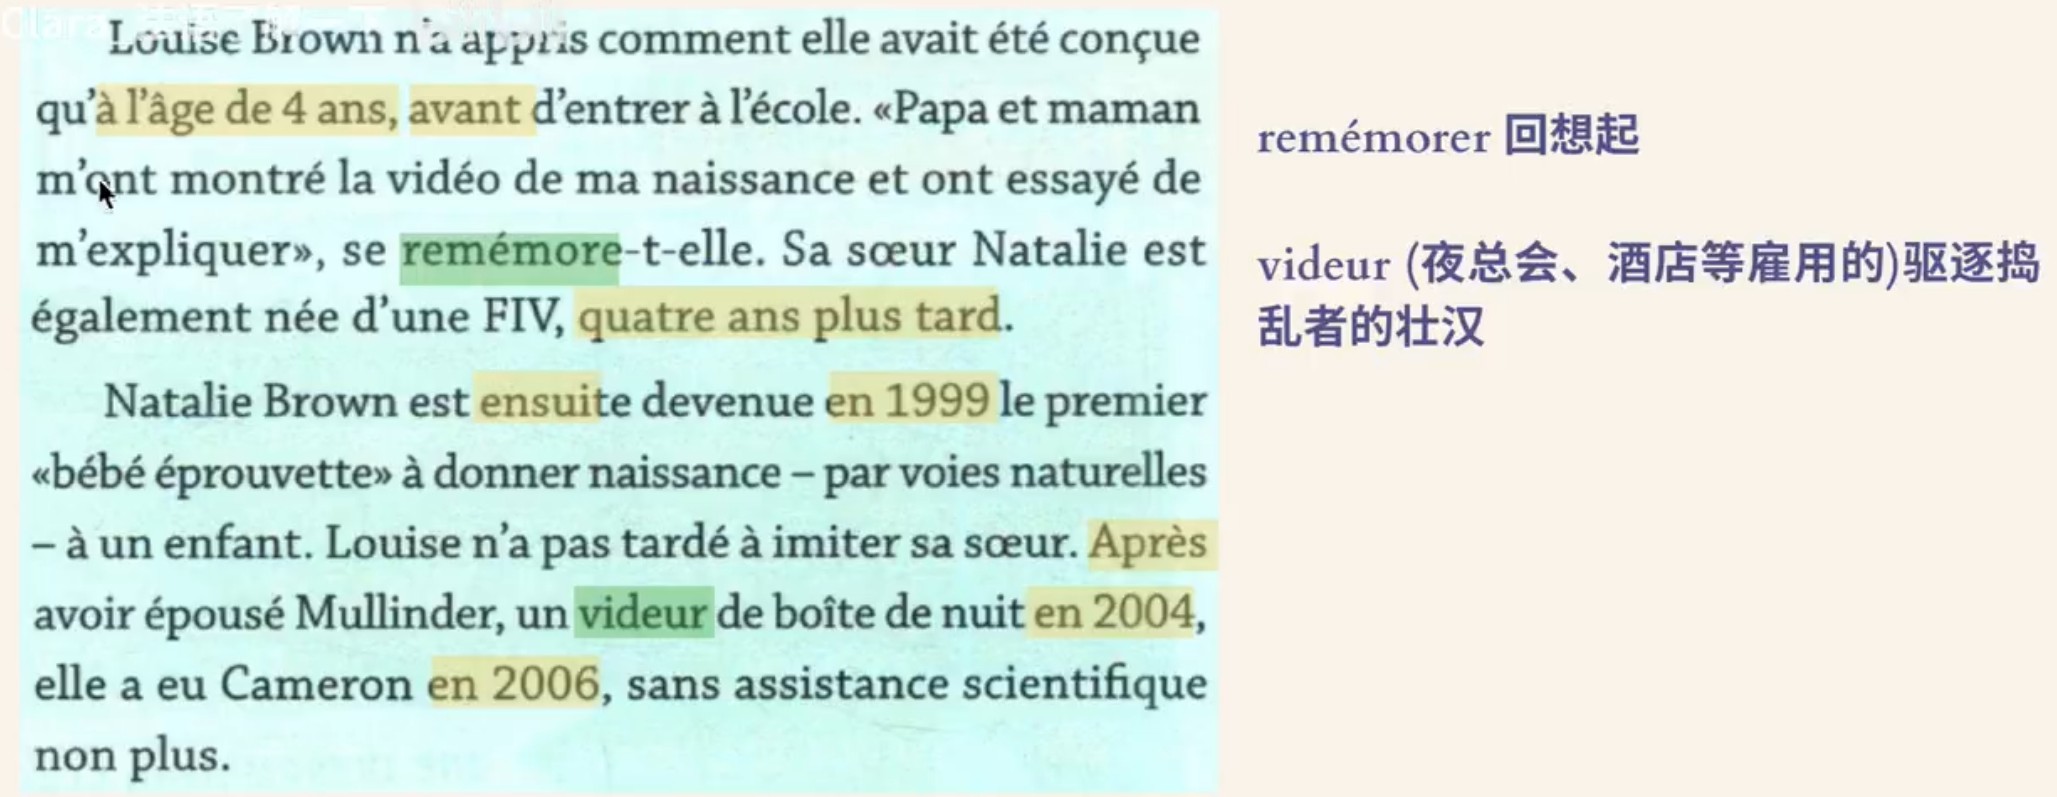 Louise Brown n'a appris comment elle avait été conçue
qu'à l'âge de 4 ans, avant d'entrer à l'école. «Papa et maman
m'ont montré la vidéo de ma naissance et ont essayé de
m'expliquer», se remémore-t-elle. Sa sœur Natalie est
également née d'une FIV, quatre ans plus tard.
Natalie Brown est ensuite devenue en 1999 le premier
«bébé éprouvette» à donner naissance – par voies naturelles
– à un enfant. Louise n'a pas tardé à imiter sa sœur. Après
avoir épousé Mullinder, un videur de boîte de nuit en 2004,
elle a eu Cameron en 2006, sans assistance scientifique
non plus.
remémorer 回想起
videur (夜总会、酒店等雇用的)驱逐捣
乱者的壮汉